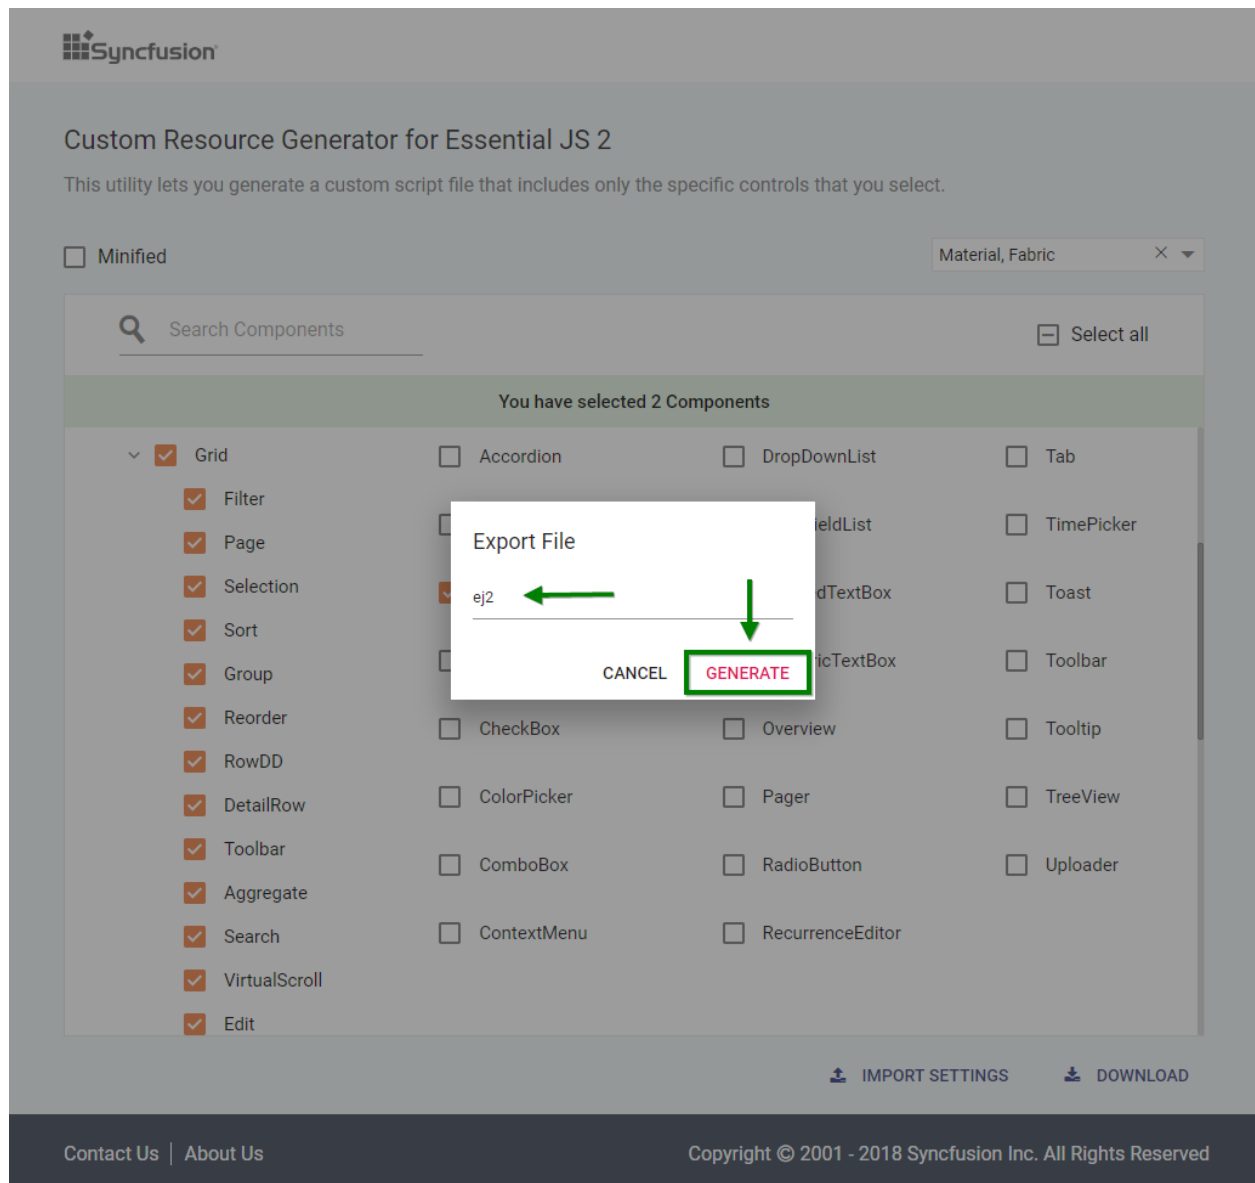 Syncfusion
Custom Resource Generator for Essential JS 2
This utility lets you generate a custom script file that includes only the specific controls that you select.
Minified
Material, Fabric
Search Components
Select all
You have selected 2 Components
Grid
Filter
Page
Selection
Sort
Group
Reorder
RowDD
DetailRow
Toolbar
Aggregate
Search
VirtualScroll
Edit
Accordion
CheckBox
ColorPicker
ComboBox
ContextMenu
DropDownList
ieldList
dTextBox
icTextBox
Overview
Pager
RadioButton
RecurrenceEditor
Tab
TimePicker
Toast
Toolbar
Tooltip
TreeView
Uploader
Export File
ej2
CANCEL
GENERATE
IMPORT SETTINGS
DOWNLOAD
Contact Us | About Us
Copyright © 2001 - 2018 Syncfusion Inc. All Rights Reserved